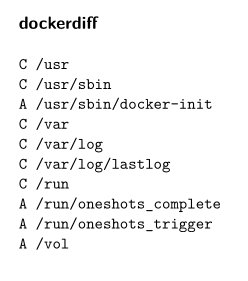 dockerdiff
C /usr
C /usr/sbin
A /usr/sbin/docker-init
C /var
C /var/log
C /var/log/lastlog
C /run
A /run/oneshots_complete
A /run/oneshots_trigger
A /vol